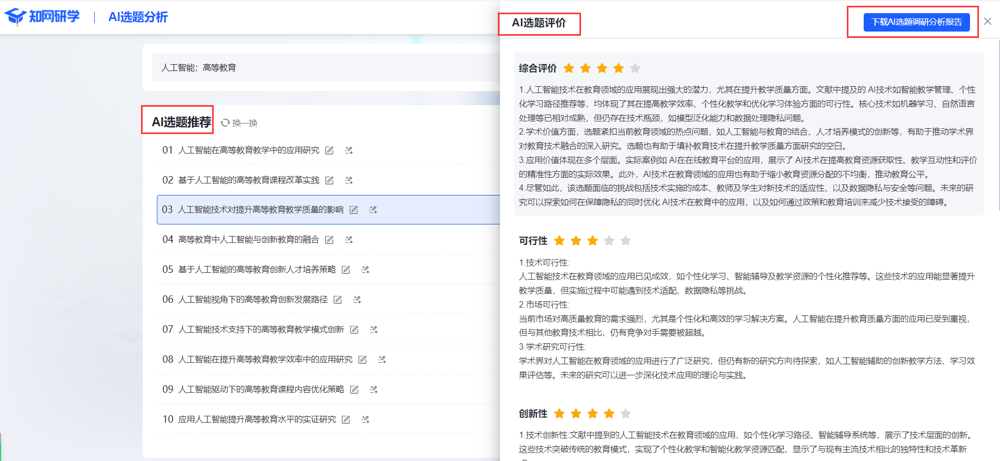 知网研学
AI选题分析
人工智能；高等教育
AI选题推荐
换一换
01 人工智能在高等教育教学中的应用研究
02 基于人工智能的高等教育课程改革实践
03 人工智能技术对提升高等教育教学质量的影响
04 高等教育中人工智能与创新教育的融合
05 基于人工智能的高等教育创新人才培养策略
06 人工智能视角下的高等教育创新发展路径
07 人工智能技术支持下的高等教育教学模式创新
08 人工智能在提升高等教育教学效率中的应用研究
09 人工智能驱动下的高等教育课程内容优化策略
10 应用人工智能提升高等教育水平的实证研究
AI选题评价
下载AI选题调研分析报告
综合评价
1.人工智能技术在教育领域的应用展现出强大的潜力，尤其在提升教学质量方面。文献中提及的 AI技术如智能教学管理、个性
化学习路径推荐等，均体现了其在提高教学效率、个性化教学和优化学习体验方面的可行性。核心技术如机器学习、自然语言
处理等已相对成熟，但仍存在技术瓶颈，如模型泛化能力和数据处理隐私问题。
2.学术价值方面，选题紧扣当前教育领域的热点问题，如人工智能与教育的结合、人才培养模式的创新等，有助于推动学术界
对教育技术融合的深入研究。选题也有助于填补教育技术在提升教学质量方面研究的空白。
3.应用价值体现在多个层面。实际案例如 AI在在线教育平台的应用，展示了 AI技术在提高教育资源获取性、教学互动性和评价
的精准性方面的实际效果。此外，AI技术在教育领域的应用也有助于缩小教育资源分配的不均衡，推动教育公平。
4.尽管如此，该选题面临的挑战包括技术实施的成本、教师及学生对新技术的适应性、以及数据隐私与安全等问题。未来的研
究可以探索如何在保障隐私的同时优化 AI技术在教育中的应用，以及如何通过政策和教育培训来减少技术接受的障碍。
可行性
1.技术可行性:
人工智能技术在教育领域的应用已见成效，如个性化学习、智能辅导及教学资源的个性化推荐等。这些技术的应用能显著提升
教学质量，但实施过程中可能遇到技术适配、数据隐私等挑战。
2.市场可行性:
当前市场对高质量教育的需求强烈，尤其是个性化和高效的学习解决方案。人工智能在提升教育质量方面的应用已受到重视，
但与其他教育技术相比，仍有竞争对手需要被超越。
3.学术研究可行性:
学术界对人工智能在教育领域的应用进行了广泛研究，但仍有新的研究方向待探索，如人工智能辅助的创新教学方法、学习效
果评估等。未来的研究可以进一步深化技术应用的理论与实践。
创新性
1.技术创新性:文献中提到的人工智能技术在教育领域的应用，如个性化学习路径、智能辅导系统等，展示了技术层面的创新。
这些技术突破传统的教育模式，实现了个性化教学和智能化教学资源匹配，显示了与现有主流技术相比的独特性和技术革新